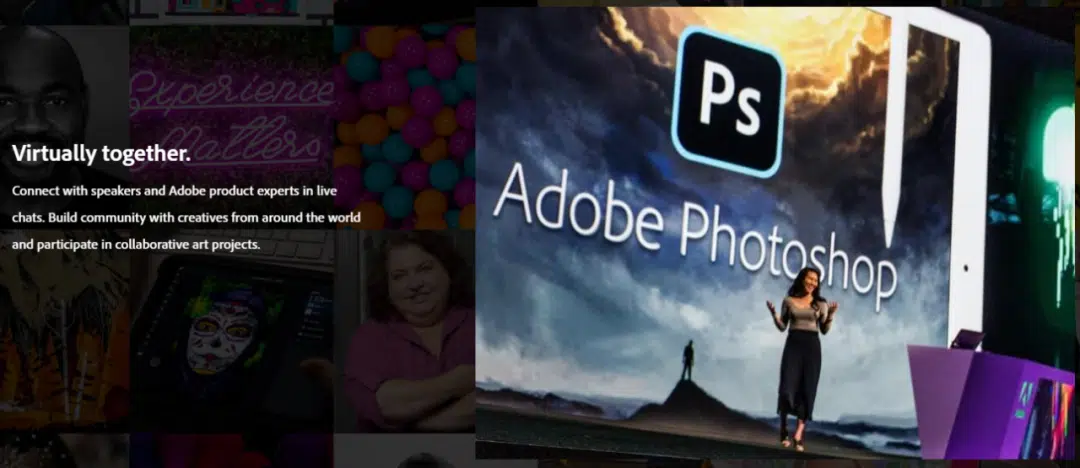 Experience
Matters
Virtually together.
Connect with speakers and Adobe product experts in live
chats. Build community with creatives from around the world
and participate in collaborative art projects.
Ps
Adobe Photoshop